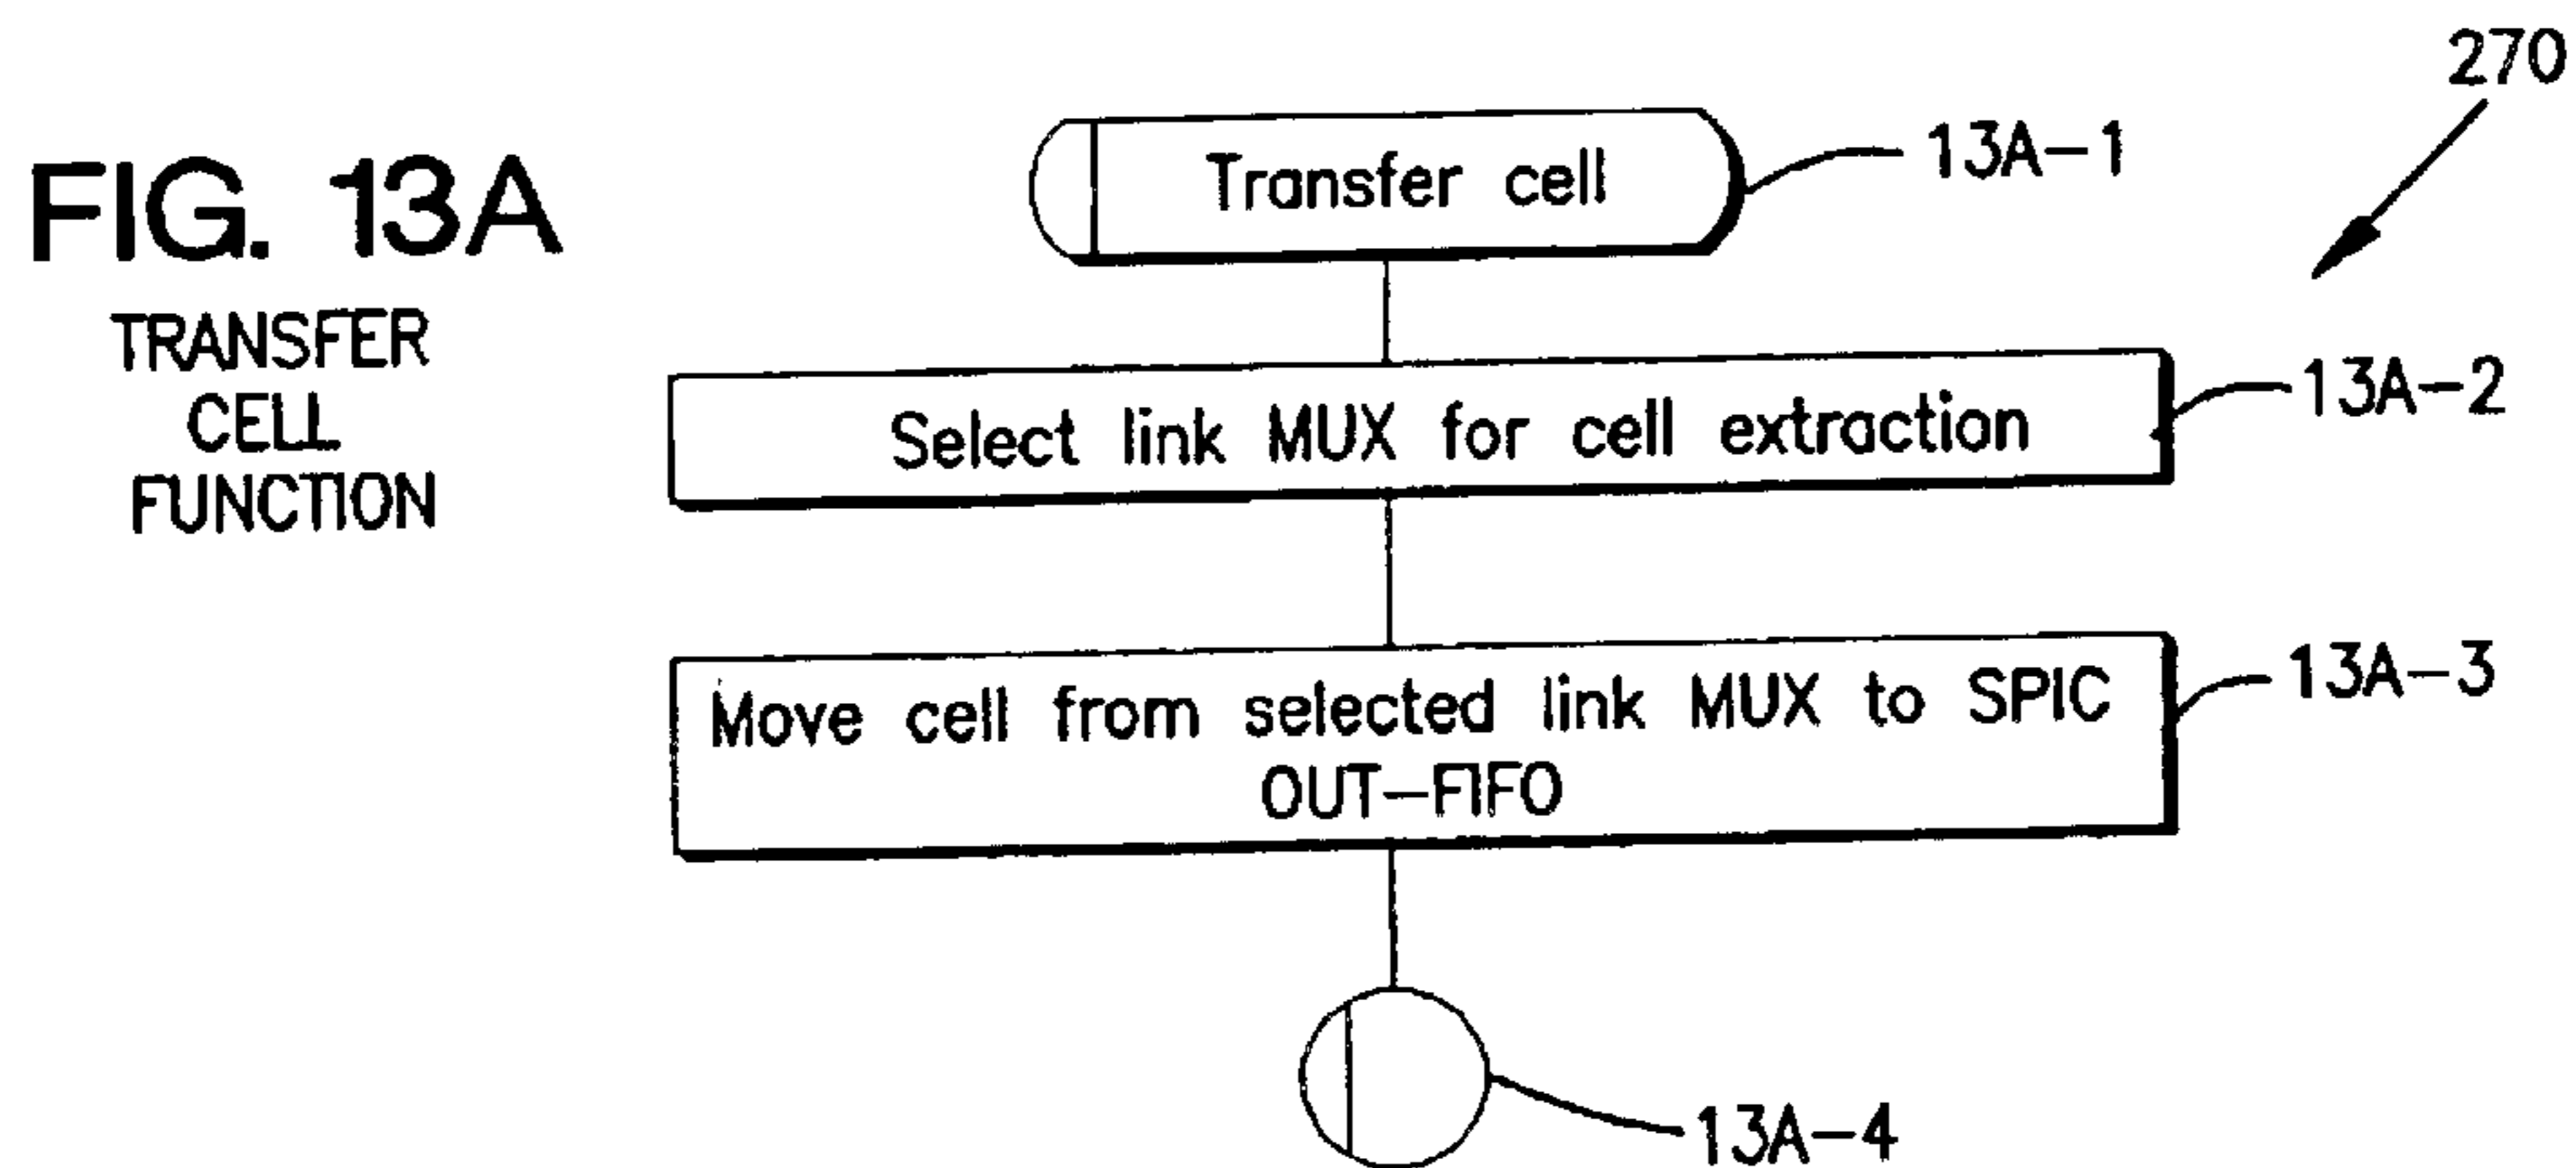 270
FIG. 13A
TRANSFER
CELL
FUNCTION
Transfer cell
13A-1
Select link MUX for cell extraction
13A-2
Move cell from selected link MUX to SPIC
OUT-FIFO
13A-3
13A-4